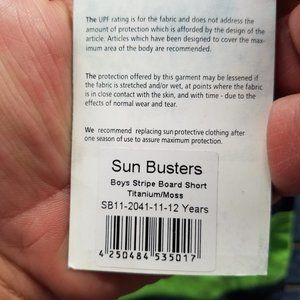 The UPF rating is for the fabric and does not address
the amount of protection which is afforded by the design of the
article. Articles which have been designed to cover the max-
imum area of the body are recommended.
The protection offered by this garment may be lessened if
the fabric is stretched and/or wet, at points where the fabric
is in close contact with the skin, and with time - due to the
effects of normal wear and tear.
We recommend replacing sun protective clothing after
one season of use to assure maximum protection.
Sun Busters
Boys Stripe Board Short
Titanium/Moss
SB11-2041-11-12 Years
4 250484 535017